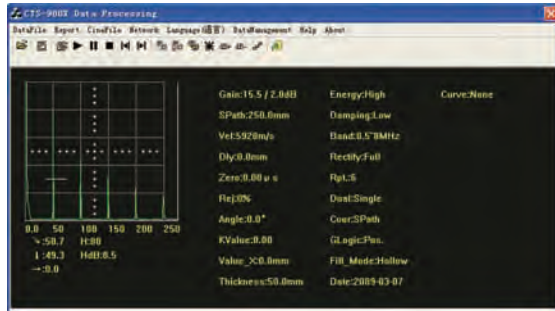 CTS-900X Data Processing
DataFile Report CineFile Network Language(語言) DataManagement Help About
Gain:15.5 / 2.0dB Energy:High Curve:None
SPath:250.0mm Damping:Low
Vel:5920m/s Band:0.5~8MHz
Dly:0.0mm Rectify:Full
Zero:0.00μs Rpt.:6
Rej:0% Dual:Single
Angle:0.0° Coor:SPath
KValue:0.00 GLogic:Pos.
Value_X:0.0mm Fill_Mode:Hollow
Thickness:50.0mm Date:2009-03-07
0.0 50 100 150 200 250
↘:50.7 H:80
↓:49.3 HdB:0.5
→:0.0